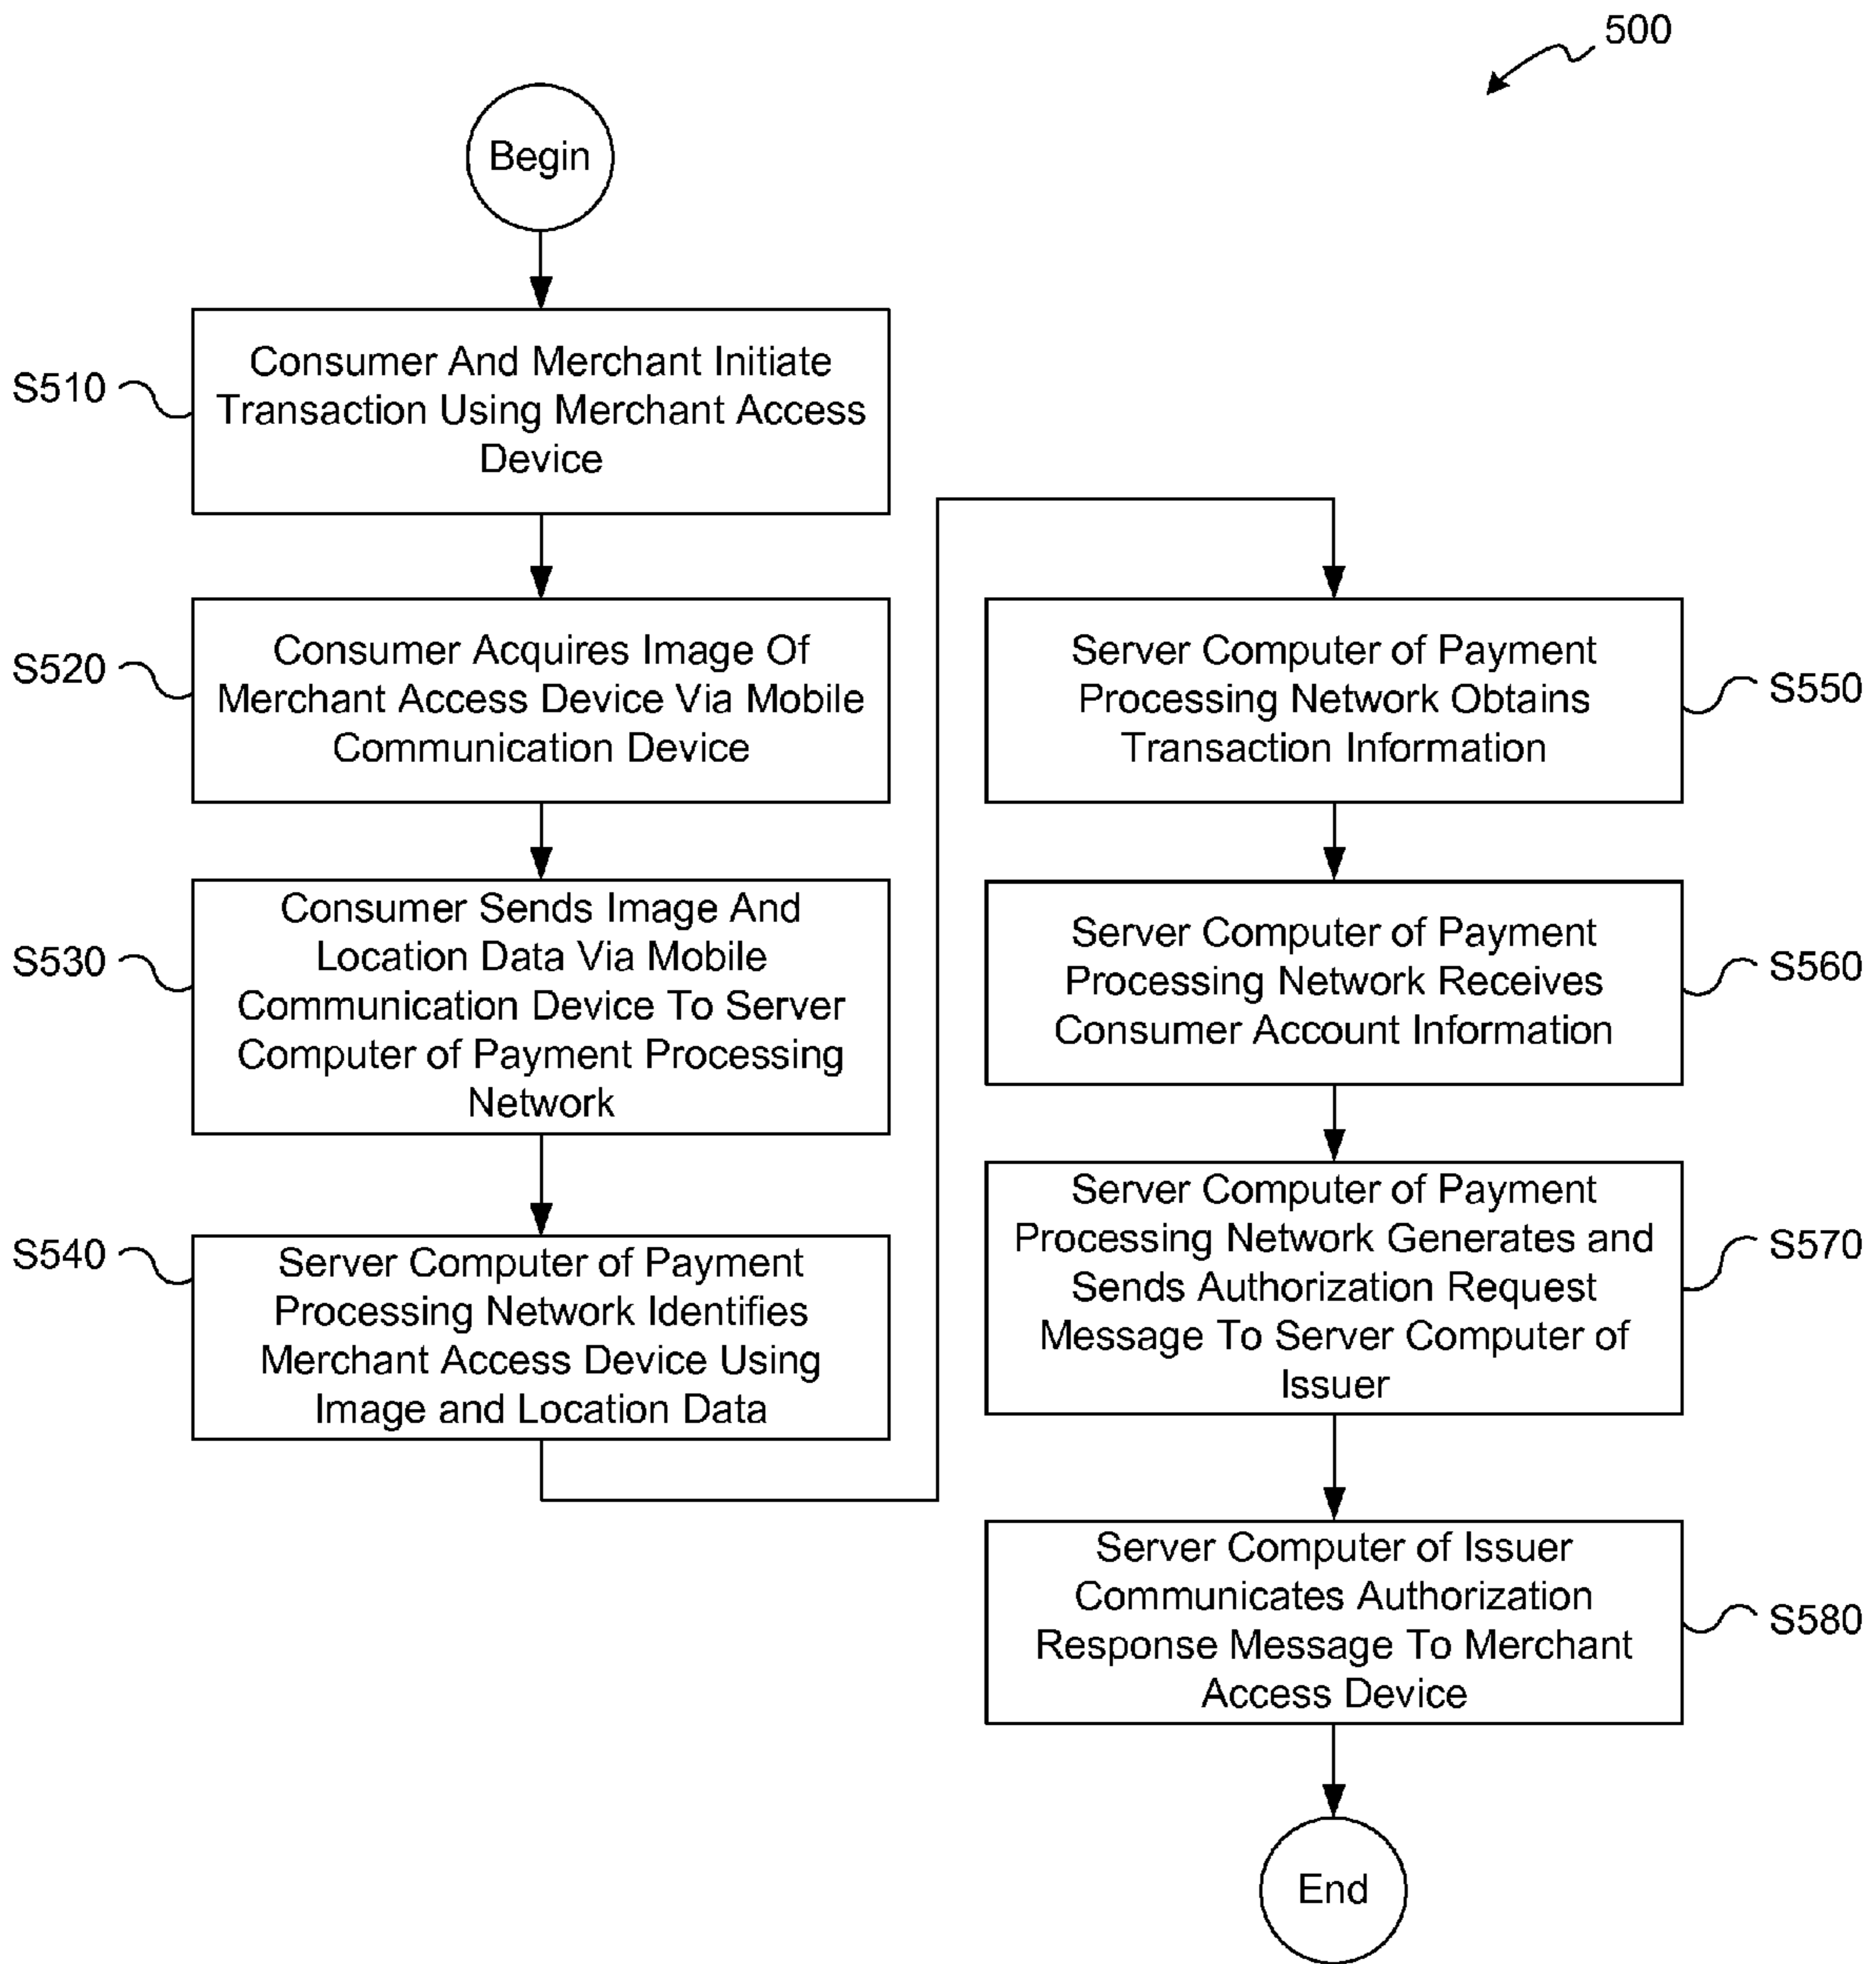 500
Begin
S510
Consumer And Merchant Initiate
Transaction Using Merchant Access
Device
S520
Consumer Acquires Image Of
Merchant Access Device Via Mobile
Communication Device
S530
Consumer Sends Image And
Location Data Via Mobile
Communication Device To Server
Computer of Payment Processing
Network
S540
Server Computer of Payment
Processing Network Identifies
Merchant Access Device Using
Image and Location Data
Server Computer of Payment
Processing Network Obtains
Transaction Information
S550
Server Computer of Payment
Processing Network Receives
Consumer Account Information
S560
Server Computer of Payment
Processing Network Generates and
Sends Authorization Request
Message To Server Computer of
Issuer
S570
Server Computer of Issuer
Communicates Authorization
Response Message To Merchant
Access Device
S580
End